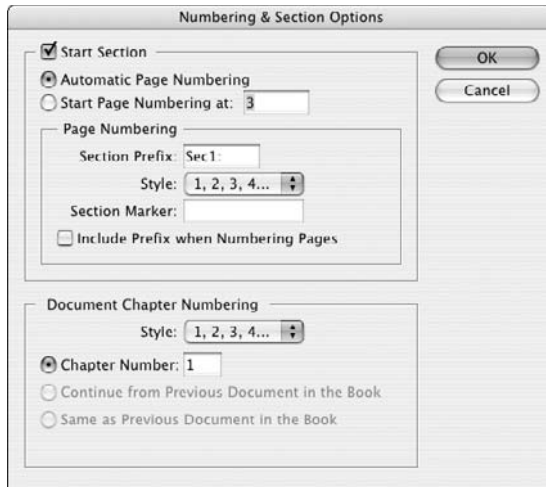 Numbering & Section Options
Start Section
Automatic Page Numbering
Start Page Numbering at: 3
Page Numbering
Section Prefix: Sec1:
Style: 1, 2, 3, 4...
Section Marker:
Include Prefix when Numbering Pages
OK
Cancel
Document Chapter Numbering
Style: 1, 2, 3, 4...
Chapter Number: 1
Continue from Previous Document in the Book
Same as Previous Document in the Book